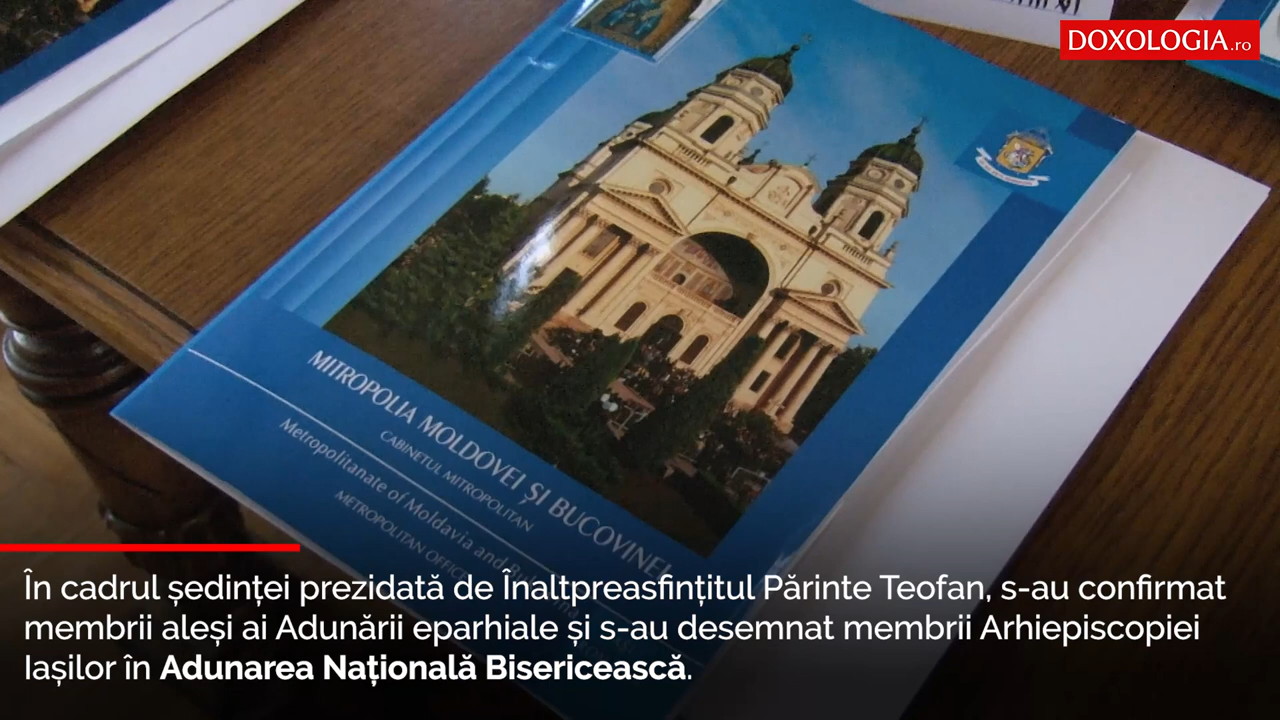 DOXOLOGIA.ro
MITROPOLIA MOLDOVEI ȘI BUCOVINEI
CABINETUL MITROPOLITAN
Metropolitanate of Moldavia and
METROPOLITAN OFFICE
În cadrul ședinței prezidată de Înaltpreasfințitul Părinte Teofan, s-au confirmat
membrii aleși ai Adunării eparhiale și s-au desemnat membrii Arhiepiscopiei
Iașilor în Adunarea Națională Bisericească.